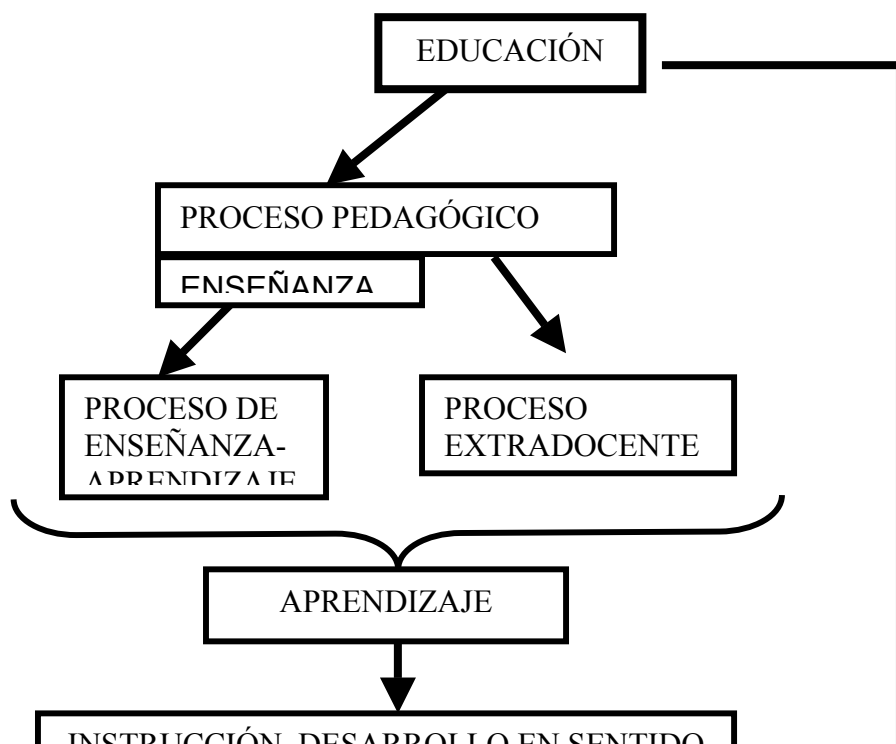 EDUCACIÓN
PROCESO PEDAGÓGICO
ENSEÑANZA
PROCESO DE
ENSEÑANZA-
APRENDIZAJE
PROCESO
EXTRADOCENTE
APRENDIZAJE
INSTRUCCIÓN, DESARROLLO EN SENTIDO